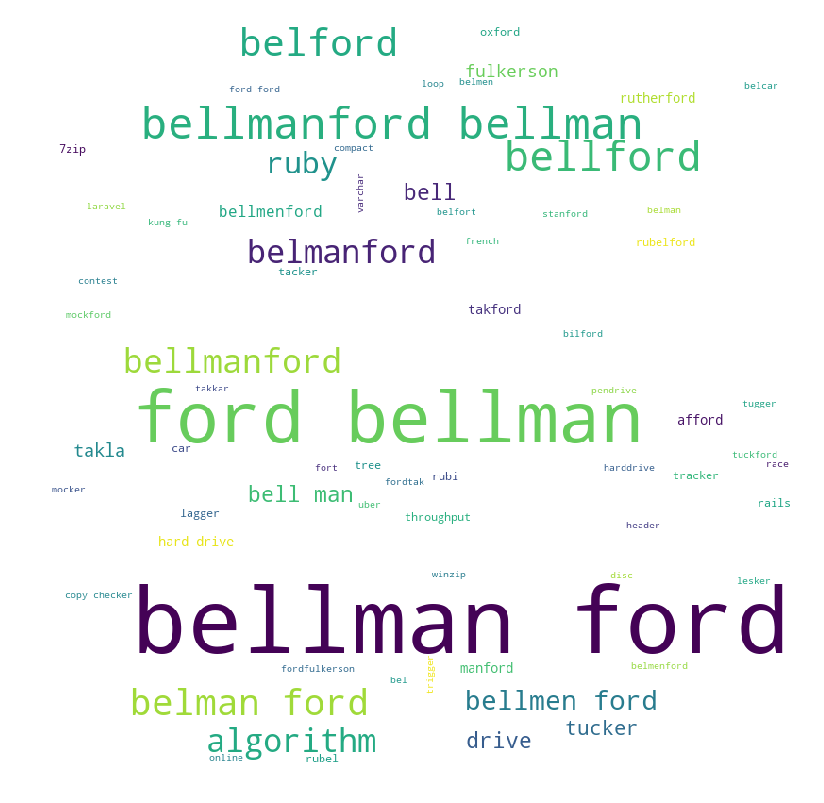 oxford
belford
fulkerson
loop
belmen
belcar
ford ford
rutherford
bellmanford bellman
7zip
compact
bellford
ruby
varchar
bell
laravel
bellmenford
belfort
stanford
belman
kung fu
belmanford
french
rubelford
tacker
contest
mockford
takford
bilford
bellmanford
takkar
pendrive
ford bellman
tugger
afford
takla
car
tuckford
fort
tree
harddrive
race
rubi
tracker
fordtak
mocker
bell man
uber
rails
lagger
throughput
header
hard drive
winzip
disc
lesker
copy checker
bellman ford
fordfulkerson
manford
belmenford
trigger
bel
belman ford
bellmen ford
tucker
algorithm
drive
online
rubel